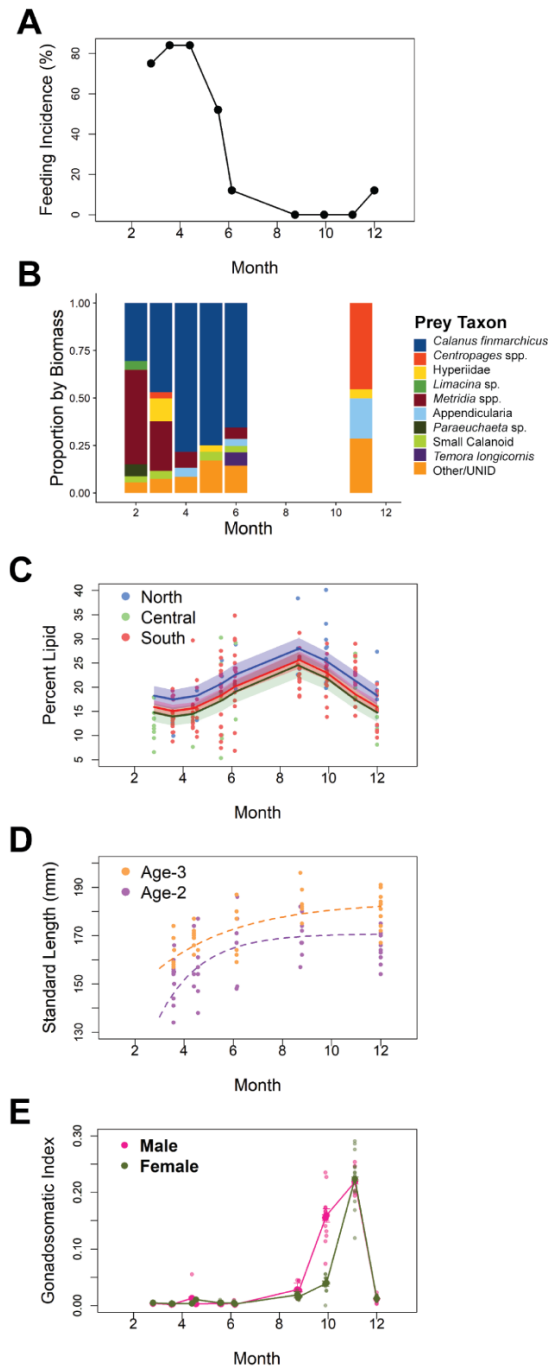 A
Feeding Incidence (%)
0 20 40 60 80
2 4 6 8 10 12
Month
B
Proportion by Biomass
1.00
0.75
0.50
0.25
0.00
2 4 6 8 10 12
Month
Prey Taxon
Calanus finmarchicus
Centropages spp.
Hyperiidae
Limacina sp.
Metridia spp.
Appendicularia
Paraeuchaeta sp.
Small Calanoid
Temora longicornis
Other/UNID
C
North
Central
South
Percent Lipid
5 10 15 20 25 30 35 40
2 4 6 8 10 12
Month
D
Age-3
Age-2
Standard Length (mm)
130 150 170 190
2 4 6 8 10 12
Month
E
Male
Female
Gonadosomatic Index
0.00 0.10 0.20 0.30
2 4 6 8 10 12
Month